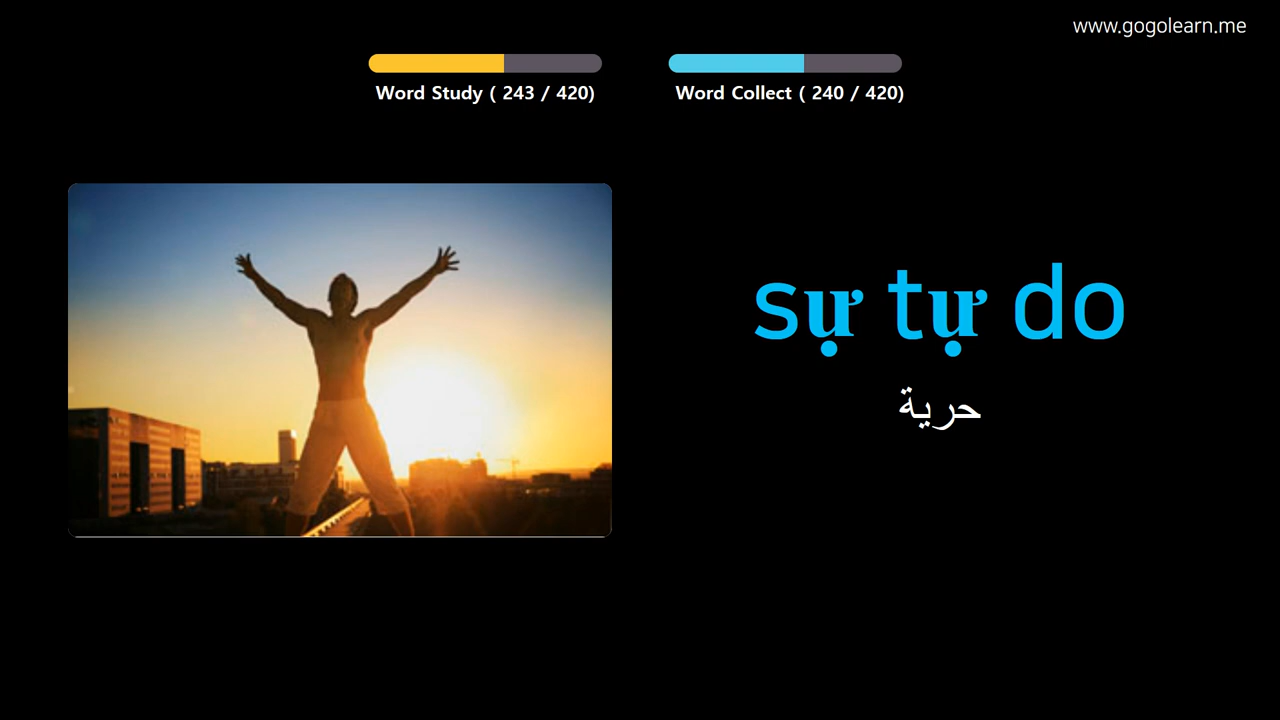 www.gogolearn.me
Word Study ( 243 / 420)
Word Collect ( 240 / 420)
sự tự do
حرية